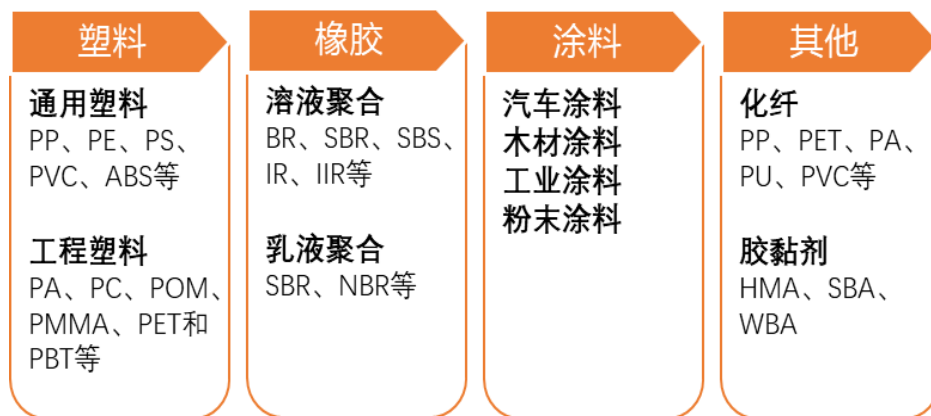 塑料
通用塑料
PP、PE、PS、
PVC、ABS等
工程塑料
PA、PC、POM、
PMMA、PET和
PBT等
橡胶
溶液聚合
BR、SBR、SBS、
IR、IIR等
乳液聚合
SBR、NBR等
涂料
汽车涂料
木材涂料
工业涂料
粉末涂料
其他
化纤
PP、PET、PA、
PU、PVC等
胶黏剂
HMA、SBA、
WBA